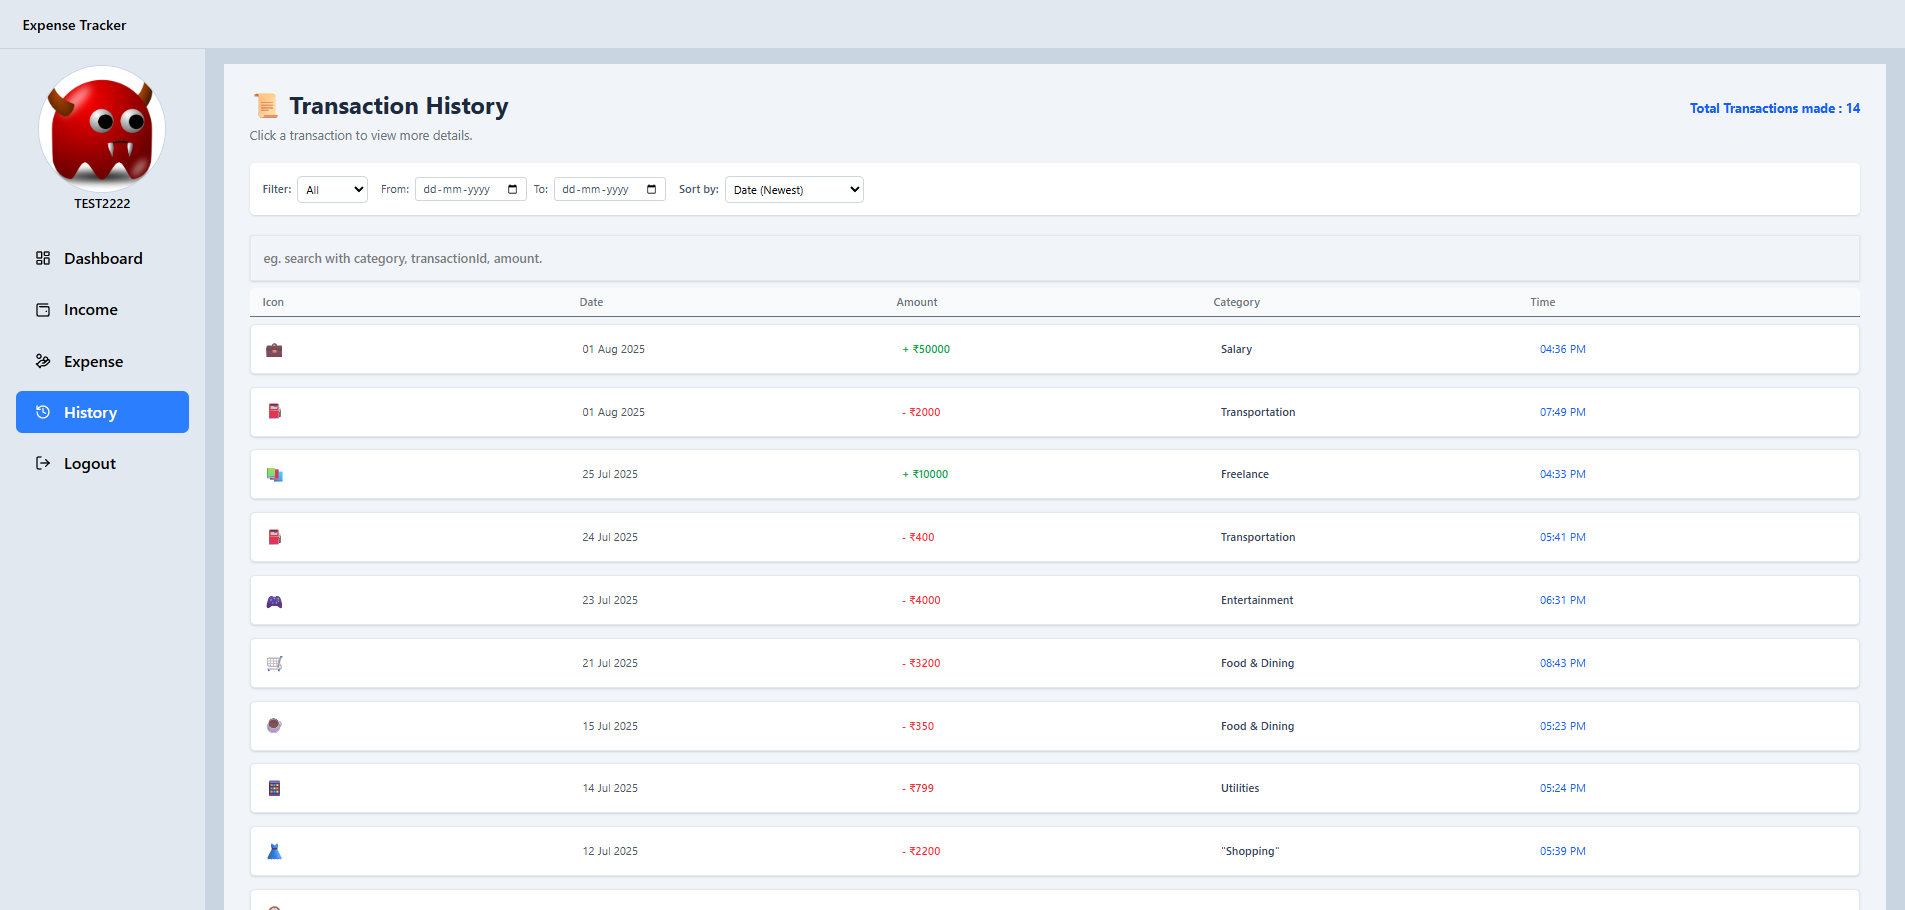 Expense Tracker
TEST2222
Dashboard
Income
Expense
History
Logout
Transaction History
Total Transactions made : 14
Click a transaction to view more details.
Filter: All From: dd-mm-yyyy To: dd-mm-yyyy Sort by: Date (Newest)
eg. search with category, transactionId, amount.
Icon Date Amount Category Time
01 Aug 2025 + ₹50000 Salary 04:36 PM
01 Aug 2025 - ₹2000 Transportation 07:49 PM
25 Jul 2025 + ₹10000 Freelance 04:33 PM
24 Jul 2025 - ₹400 Transportation 05:41 PM
23 Jul 2025 - ₹4000 Entertainment 06:31 PM
21 Jul 2025 - ₹3200 Food & Dining 08:43 PM
15 Jul 2025 - ₹350 Food & Dining 05:23 PM
14 Jul 2025 - ₹799 Utilities 05:24 PM
12 Jul 2025 - ₹2200 "Shopping" 05:39 PM